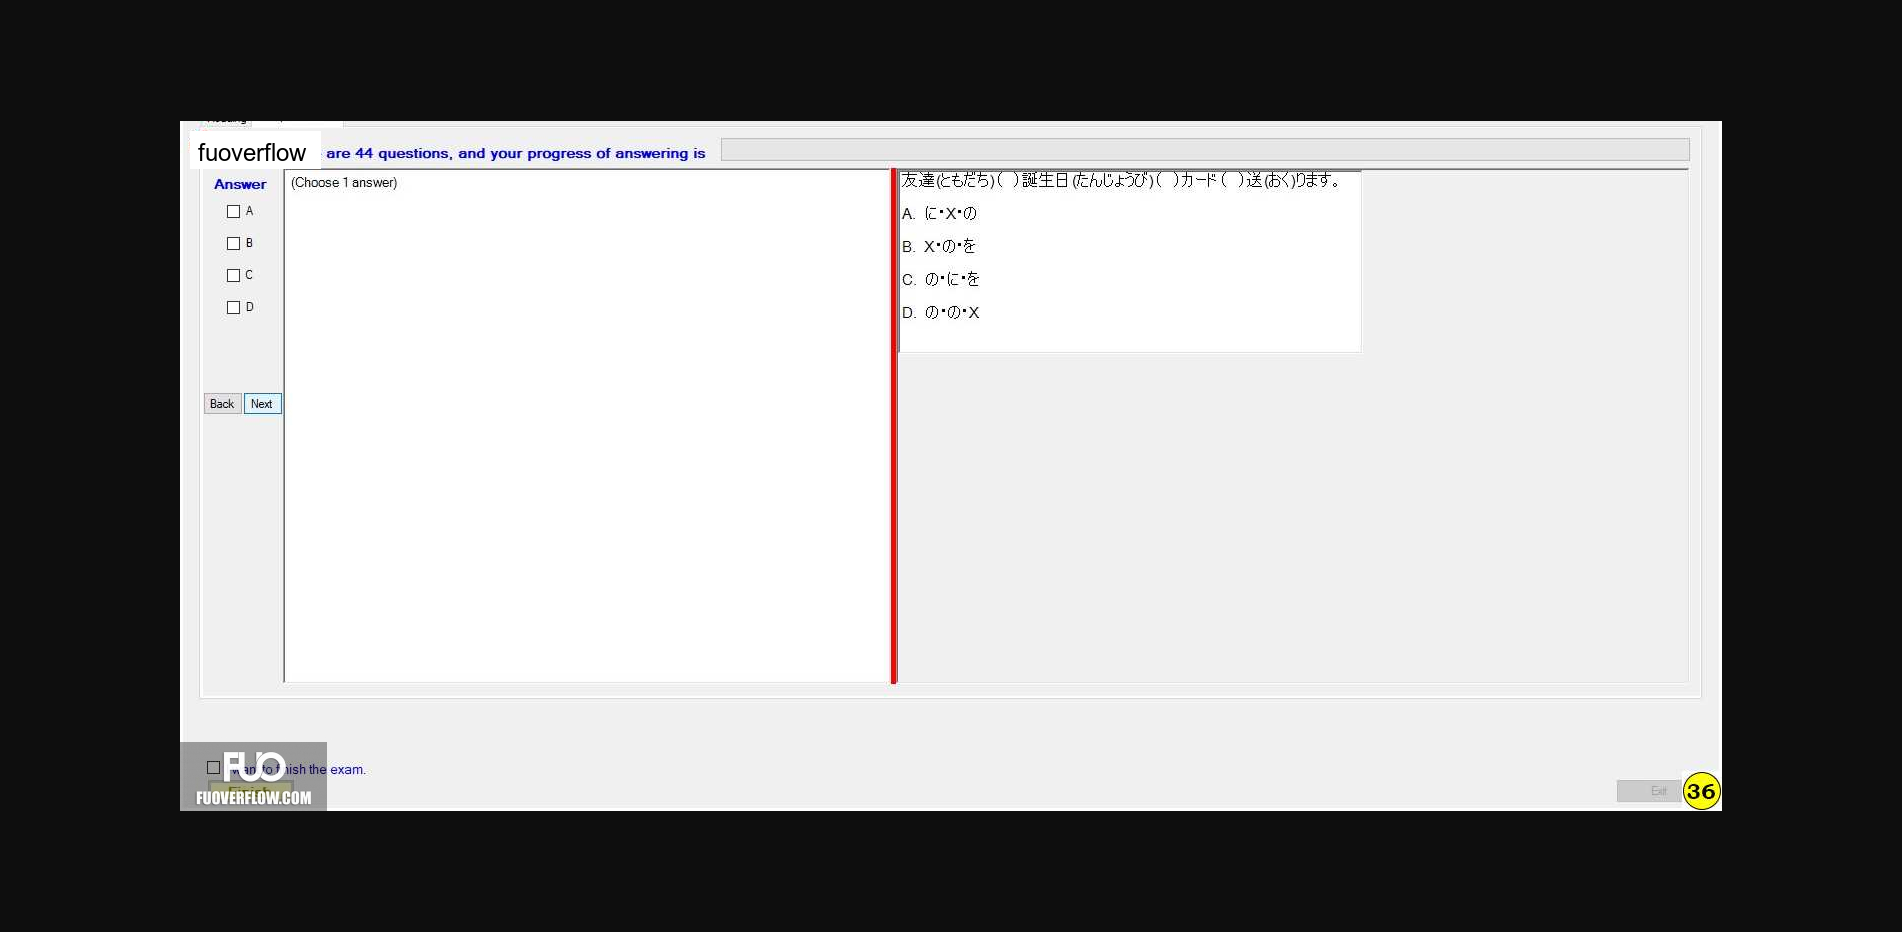 fuoverflow are 44 questions, and your progress of answering is
Answer
(Choose 1 answer)
A
B
C
D
Back Next
友達(ともだち)( )誕生日(たんじょうび)( )カード( )送(おく)ります。
A. に・X・の
B. X・の・を
C. の・に・を
D. の・の・X
want to finish the exam.
Finish
FUO
FUOVERFLOW.COM
Exit
36